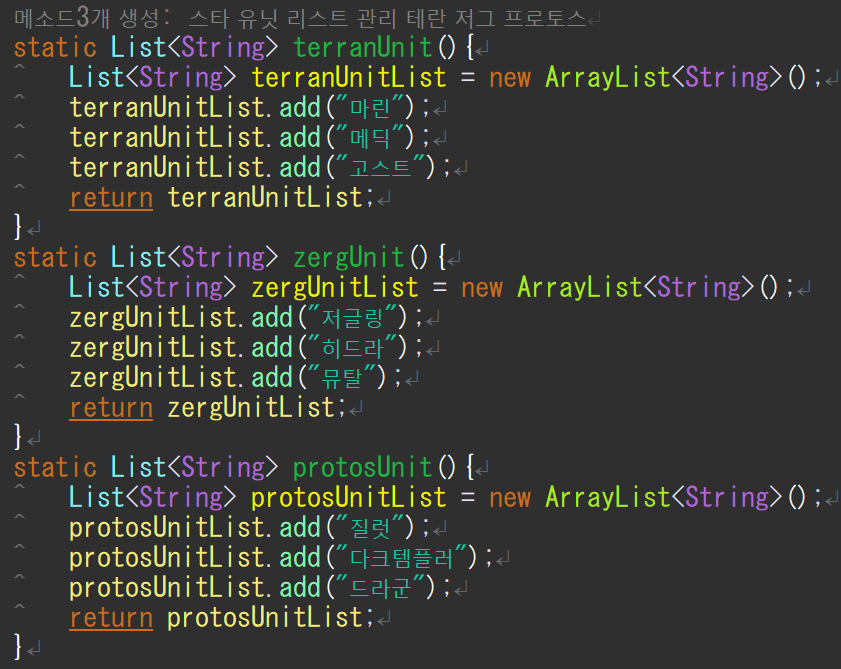 메소드3개 생성: 스타 유닛 리스트 관리 테란 저그 프로토스
static List<String> terranUnit(){
List<String> terranUnitList = new ArrayList<String>();
terranUnitList.add("마린");
terranUnitList.add("메딕");
terranUnitList.add("고스트");
return terranUnitList;
}
static List<String> zergUnit(){
List<String> zergUnitList = new ArrayList<String>();
zergUnitList.add("저글링");
zergUnitList.add("히드라");
zergUnitList.add("뮤탈");
return zergUnitList;
}
static List<String> protosUnit(){
List<String> protosUnitList = new ArrayList<String>();
protosUnitList.add("질럿");
protosUnitList.add("다크템플러");
protosUnitList.add("드라군");
return protosUnitList;
}